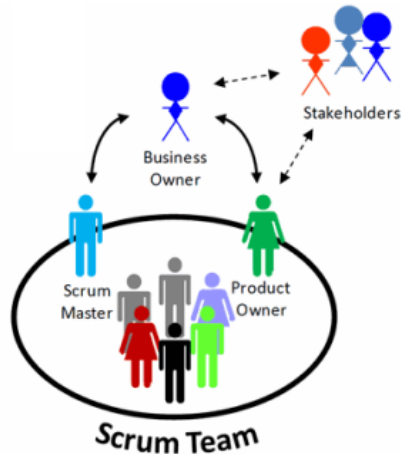 Stakeholders
Business
Owner
Scrum
Master
Product
Owner
Scrum Team